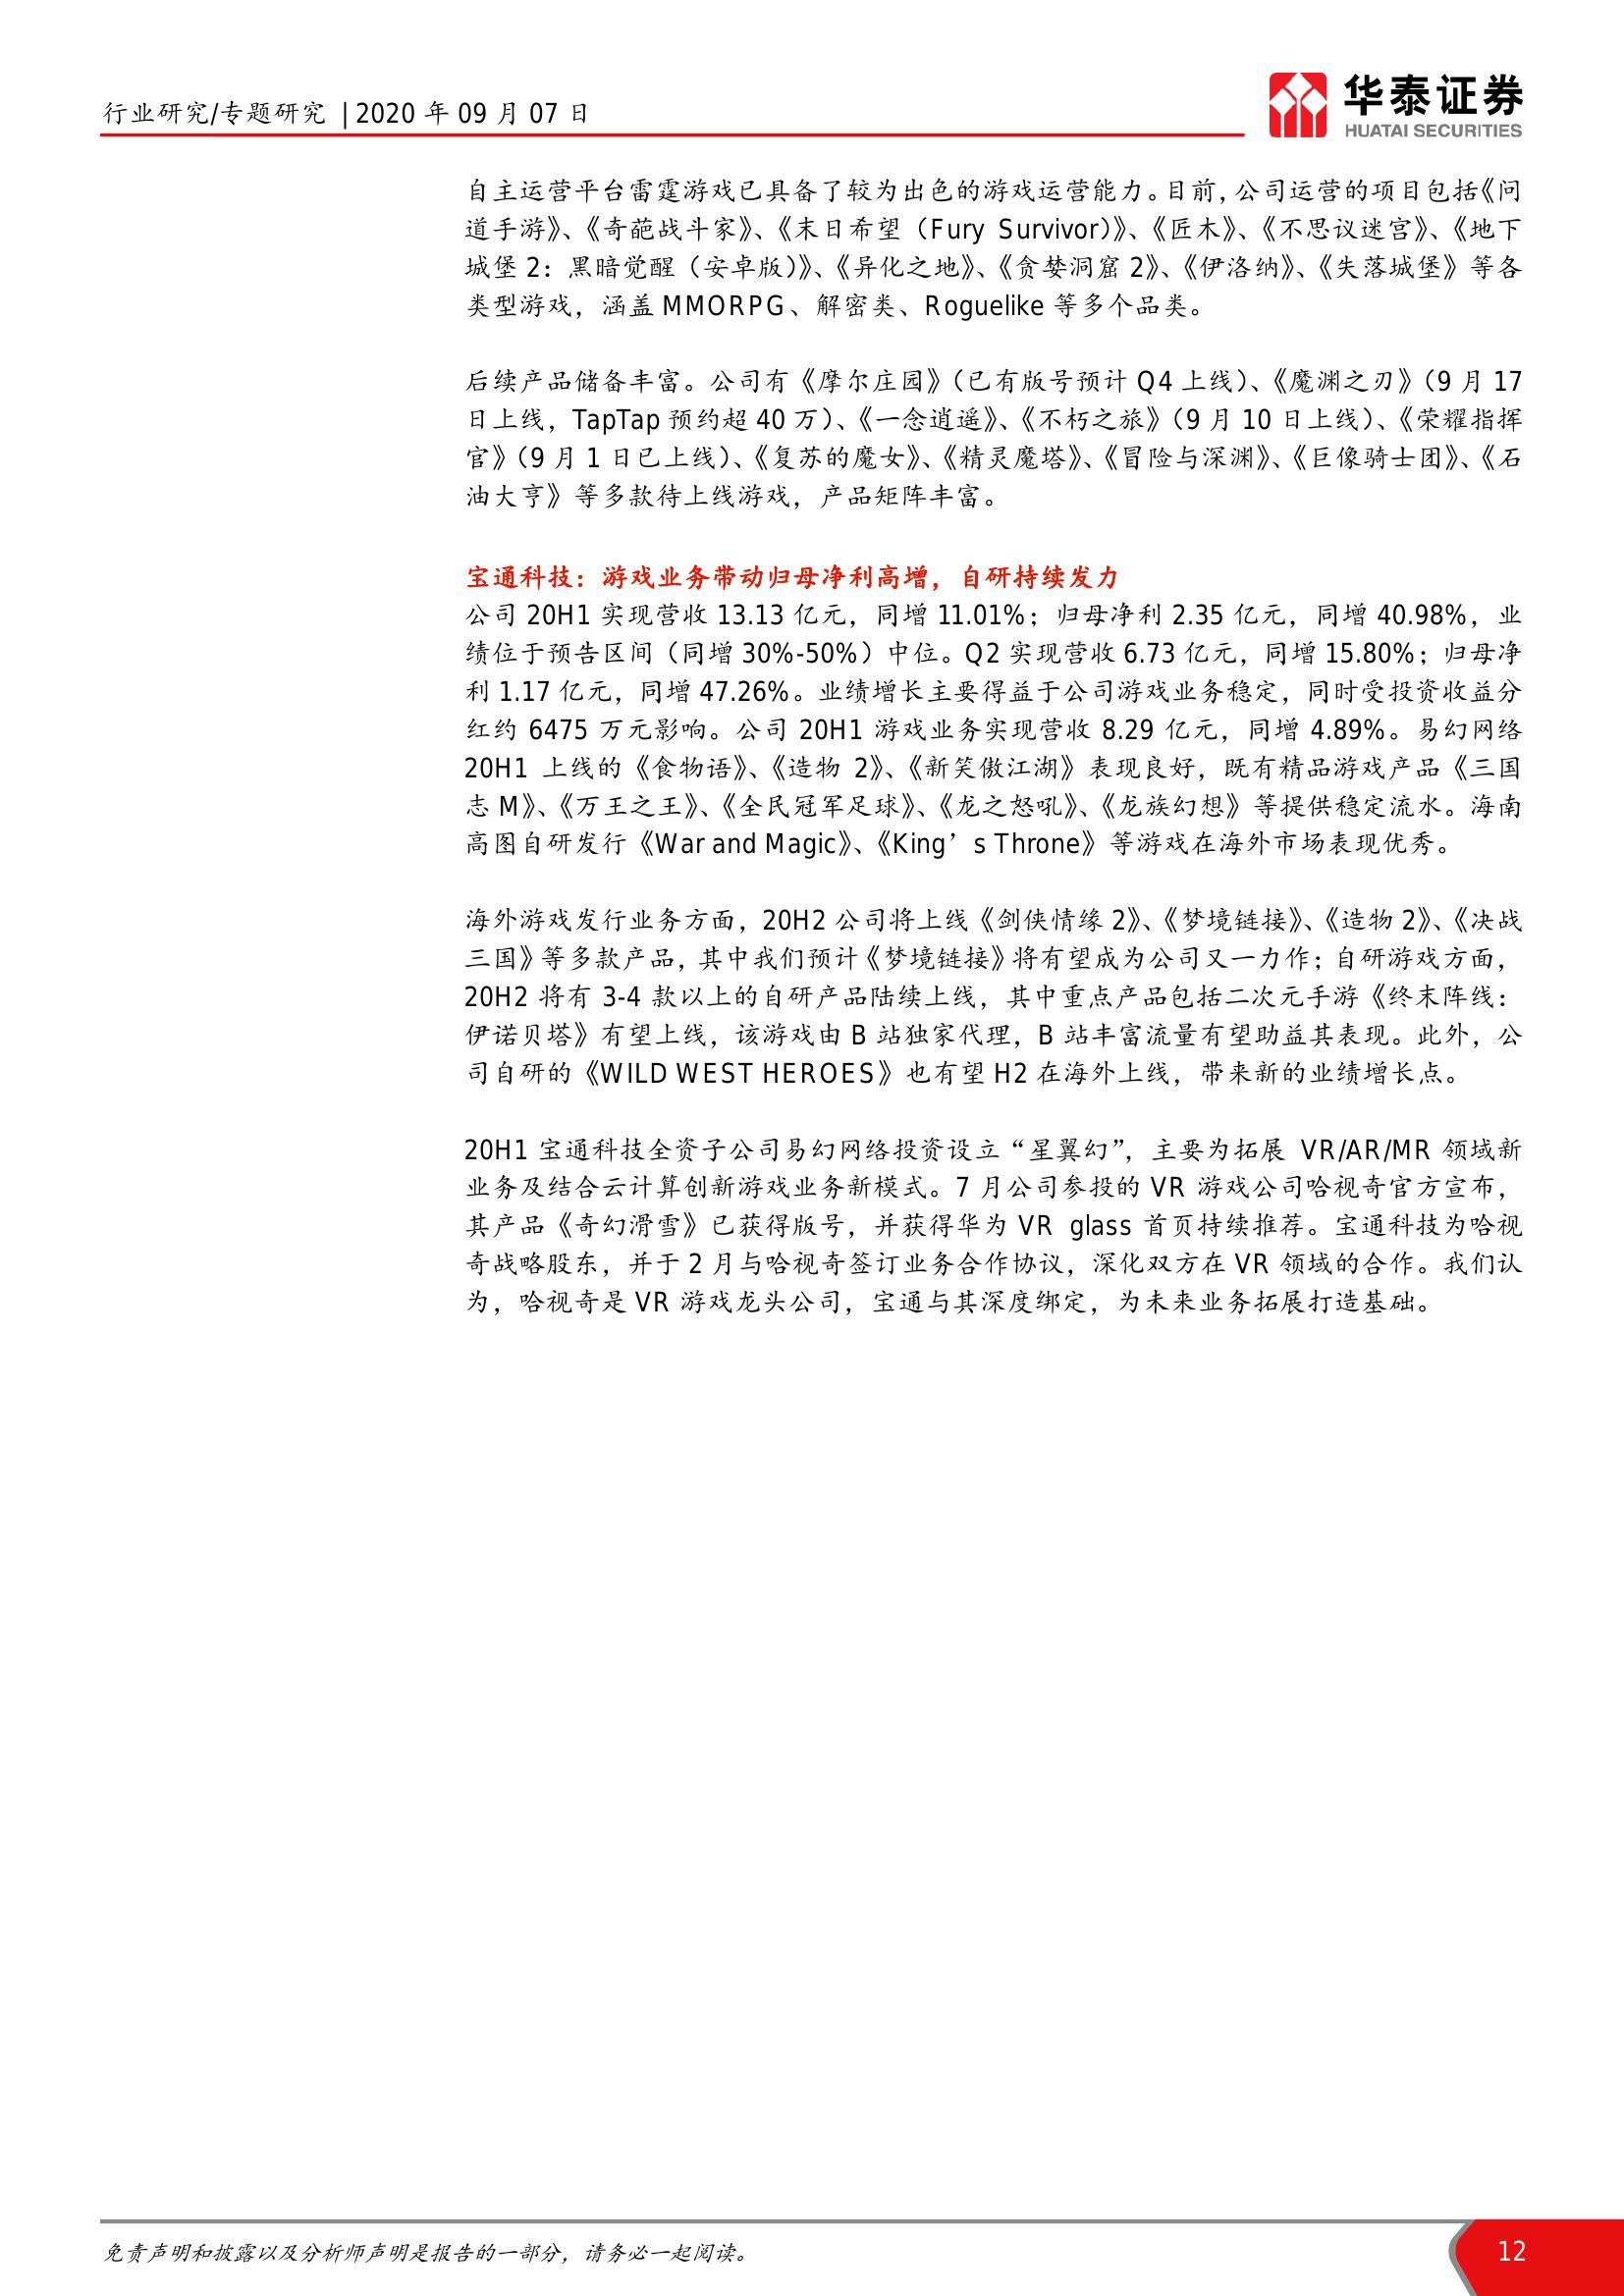 行业研究/专题研究 | 2020 年 09 月 07 日
华泰证券
HUATAI SECURITIES
自主运营平台雷霆游戏已具备了较为出色的游戏运营能力。目前，公司运营的项目包括《问
道手游》、《奇葩战斗家》、《末日希望（Fury Survivor）》、《匠木》、《不思议迷宫》、《地下
城堡 2：黑暗觉醒（安卓版）》、《异化之地》、《贪婪洞窟 2》、《伊洛纳》、《失落城堡》等各
类型游戏，涵盖 MMORPG、解密类、Roguelike 等多个品类。
后续产品储备丰富。公司有《摩尔庄园》（已有版号预计 Q4 上线）、《魔渊之刃》（9 月 17
日上线，TapTap 预约超 40 万）、《一念逍遥》、《不朽之旅》（9 月 10 日上线）、《荣耀指挥
官》（9 月 1 日已上线）、《复苏的魔女》、《精灵魔塔》、《冒险与深渊》、《巨像骑士团》、《石
油大亨》等多款待上线游戏，产品矩阵丰富。
宝通科技：游戏业务带动归母净利高增，自研持续发力
公司 20H1 实现营收 13.13 亿元，同增 11.01%；归母净利 2.35 亿元，同增 40.98%，业
绩位于预告区间（同增 30%-50%）中位。Q2 实现营收 6.73 亿元，同增 15.80%；归母净
利 1.17 亿元，同增 47.26%。业绩增长主要得益于公司游戏业务稳定，同时受投资收益分
红约 6475 万元影响。公司 20H1 游戏业务实现营收 8.29 亿元，同增 4.89%。易幻网络
20H1 上线的《食物语》、《造物 2》、《新笑傲江湖》表现良好，既有精品游戏产品《三国
志 M》、《万王之王》、《全民冠军足球》、《龙之怒吼》、《龙族幻想》等提供稳定流水。海南
高图自研发行《War and Magic》、《King’s Throne》等游戏在海外市场表现优秀。
海外游戏发行业务方面，20H2 公司将上线《剑侠情缘 2》、《梦境链接》、《造物 2》、《决战
三国》等多款产品，其中我们预计《梦境链接》将有望成为公司又一力作；自研游戏方面，
20H2 将有 3-4 款以上的自研产品陆续上线，其中重点产品包括二次元手游《终末阵线：
伊诺贝塔》有望上线，该游戏由 B 站独家代理，B 站丰富流量有望助益其表现。此外，公
司自研的《WILD WEST HEROES》也有望 H2 在海外上线，带来新的业绩增长点。
20H1 宝通科技全资子公司易幻网络投资设立“星翼幻”，主要为拓展 VR/AR/MR 领域新
业务及结合云计算创新游戏业务新模式。7 月公司参投的 VR 游戏公司哈视奇官方宣布，
其产品《奇幻滑雪》已获得版号，并获得华为 VR glass 首页持续推荐。宝通科技为哈视
奇战略股东，并于 2 月与哈视奇签订业务合作协议，深化双方在 VR 领域的合作。我们认
为，哈视奇是 VR 游戏龙头公司，宝通与其深度绑定，为未来业务拓展打造基础。
免责声明和披露以及分析师声明是报告的一部分，请务必一起阅读。
12